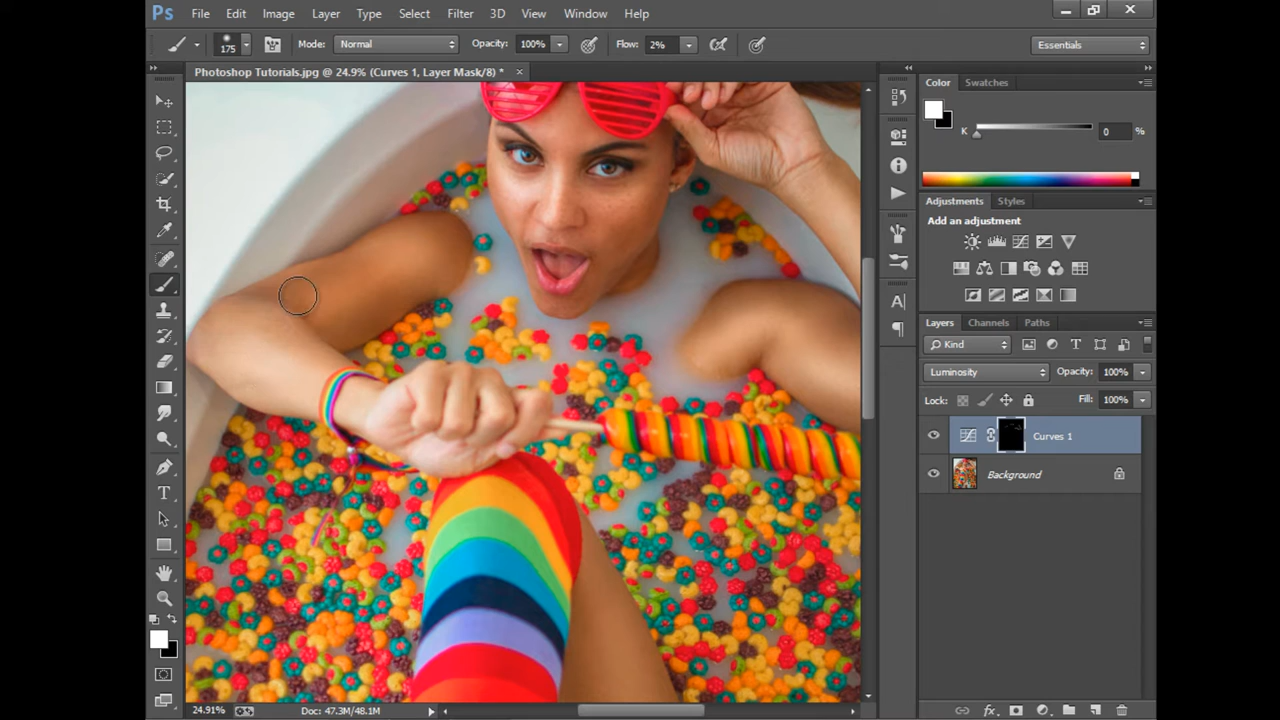 Ps File Edit Image Layer Type Select Filter 3D View Window Help
175 Mode: Normal Opacity: 100% Flow: 2% Essentials
Photoshop Tutorials.jpg @ 24.9% (Curves 1, Layer Mask/8) * ×
Color Swatches
K 0 %
Adjustments Styles
Add an adjustment
Layers Channels Paths
Kind
Luminosity Opacity: 100%
Lock: Fill: 100%
Curves 1
Background
24.91% Doc: 47.3M/48.1M